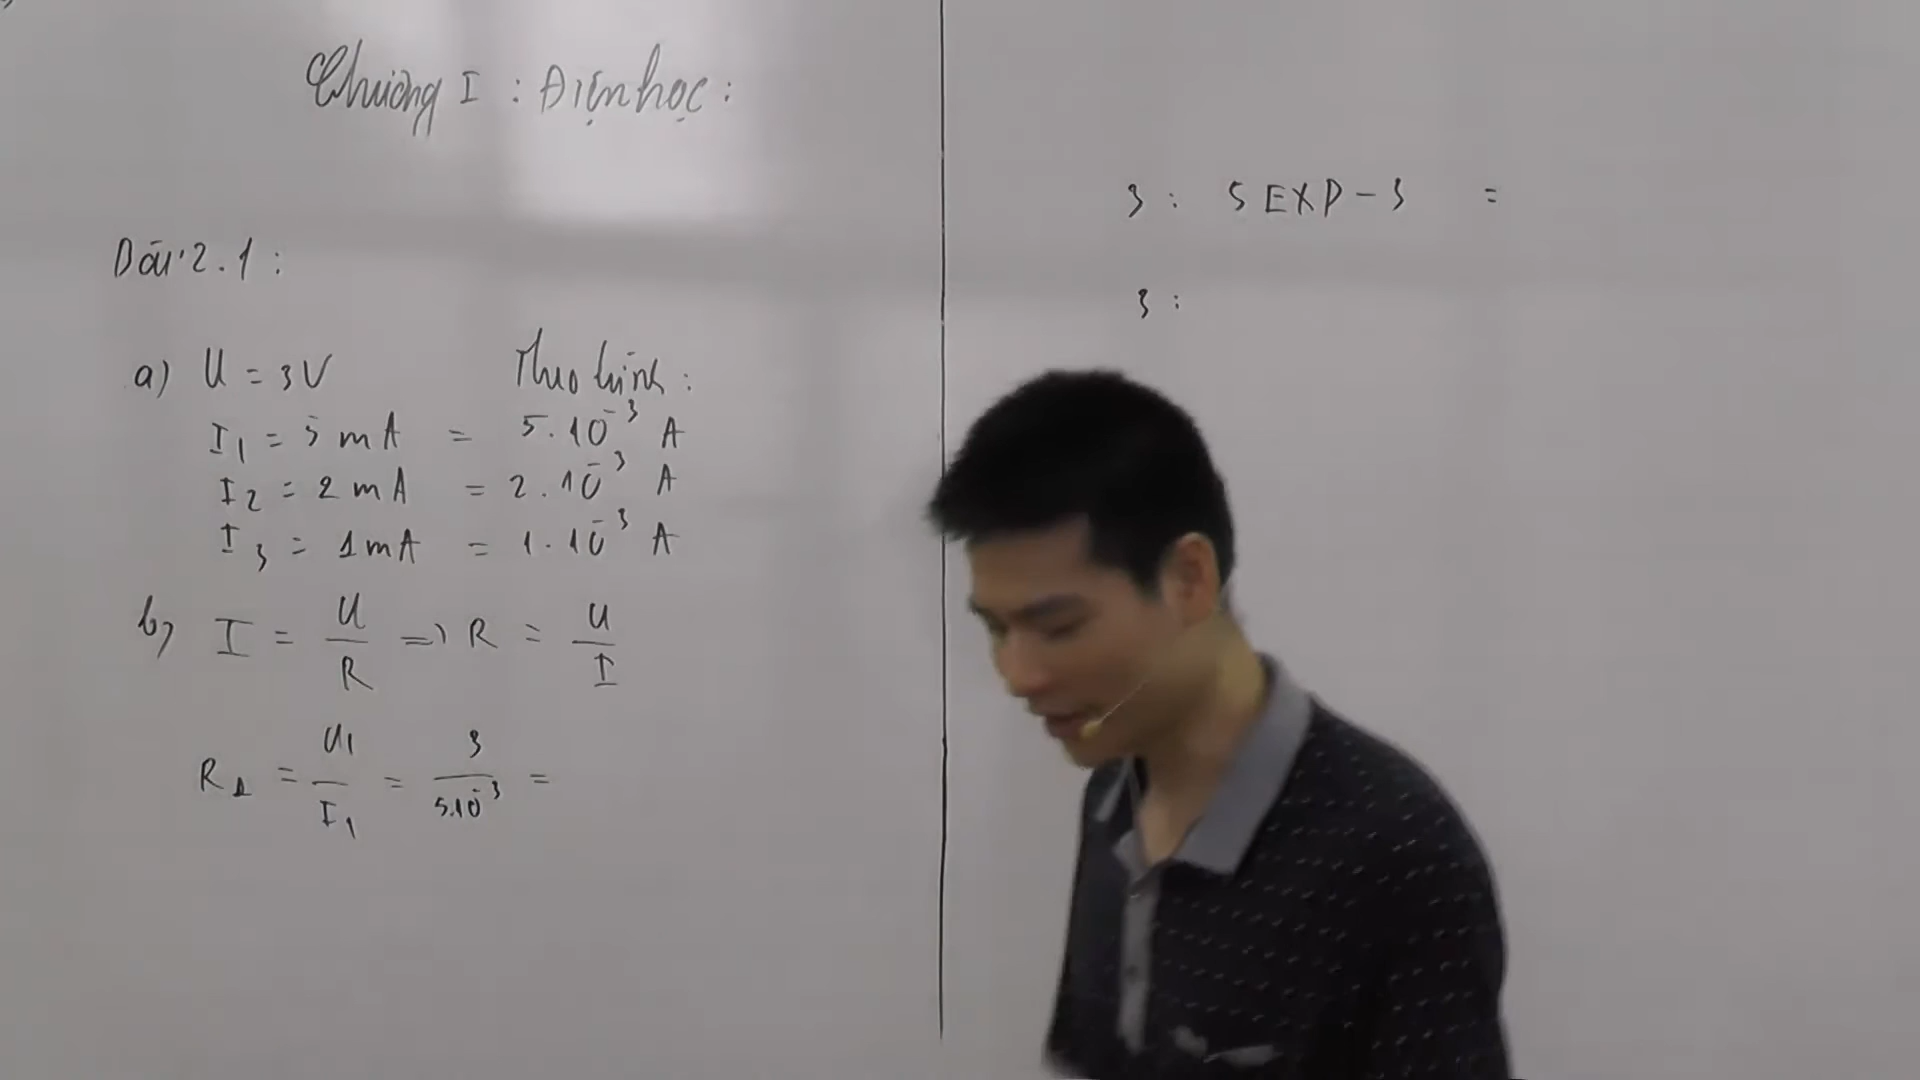 Chương I : Điện học :
Bài 2.1 :
a) U = 3V Theo hình :
I₁ = 5 mA = 5.10⁻³ A
I₂ = 2 mA = 2.10⁻³ A
I₃ = 1 mA = 1.10⁻³ A
b) I = U/R => R = U/I
R₁ = U₁/I₁ = 3/5.10⁻³ =
3 : 5 EXP - 3 =
3 :